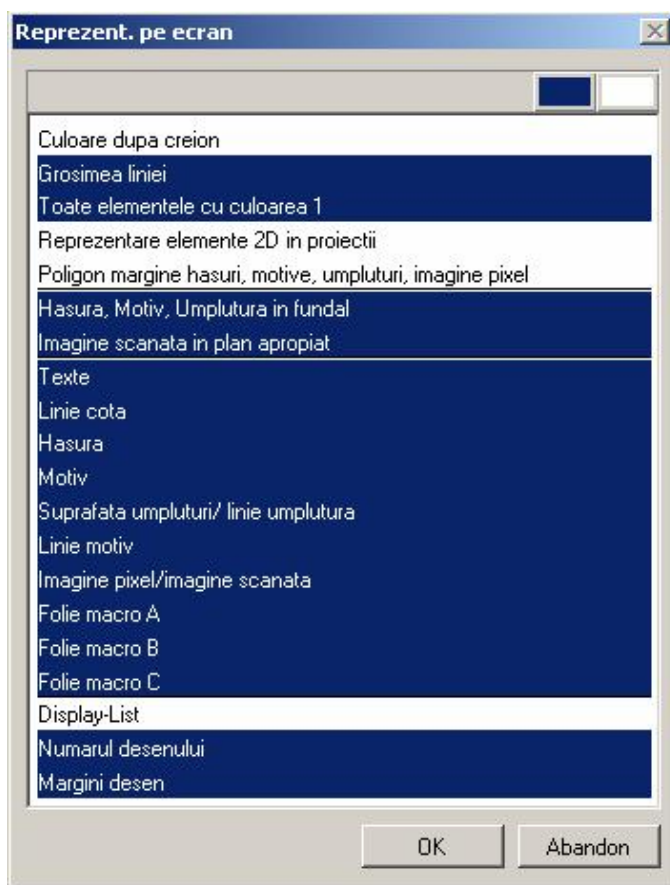 Reprezent. pe ecran
Culoare dupa creion
Grosimea liniei
Toate elementele cu culoarea 1
Reprezentare elemente 2D in proiectii
Poligon margine hasuri, motive, umpluturi, imagine pixel
Hasura, Motiv, Umplutura in fundal
Imagine scanata in plan apropiat
Texte
Linie cota
Hasura
Motiv
Suprafata umpluturi/ linie umplutura
Linie motiv
Imagine pixel/imagine scanata
Folie macro A
Folie macro B
Folie macro C
Display-List
Numarul desenului
Margini desen
OK Abandon